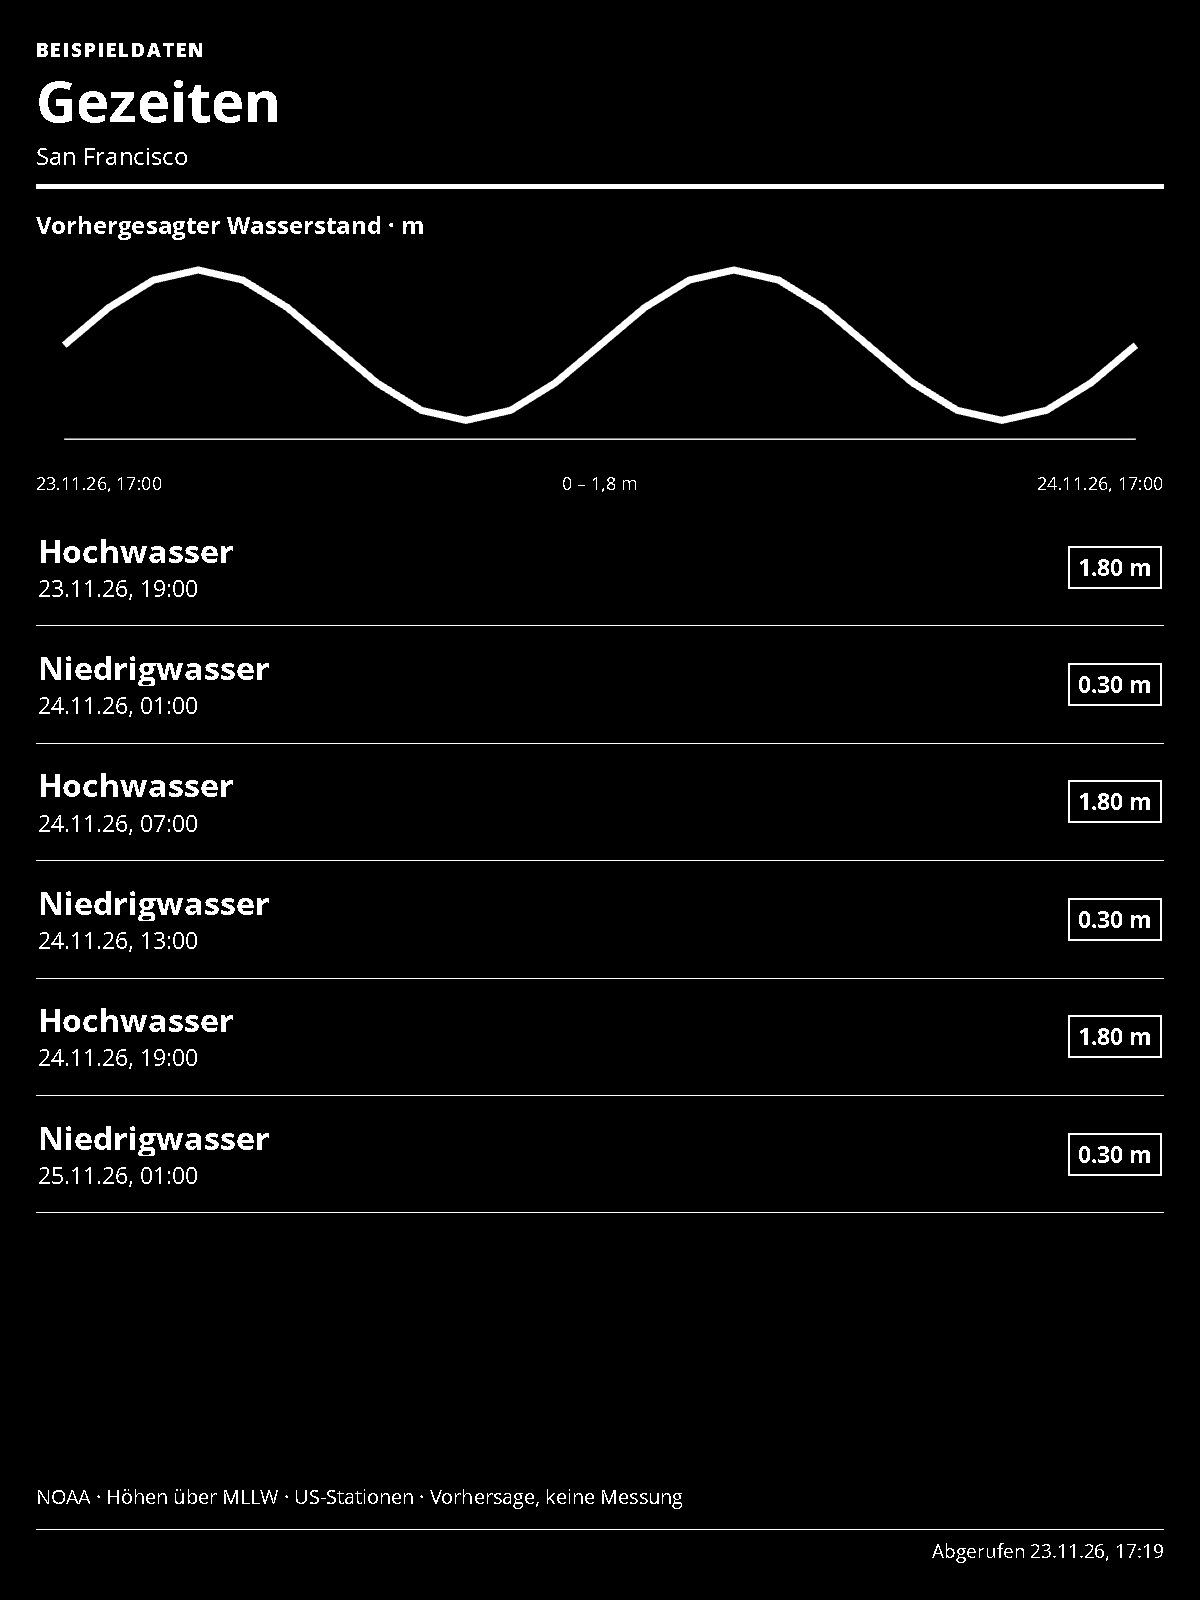 BEISPIELDATEN
Gezeiten
San Francisco
Vorhergesagter Wasserstand · m
23.11.26, 17:00
0 – 1,8 m
24.11.26, 17:00
Hochwasser
23.11.26, 19:00
1.80 m
Niedrigwasser
24.11.26, 01:00
0.30 m
Hochwasser
24.11.26, 07:00
1.80 m
Niedrigwasser
24.11.26, 13:00
0.30 m
Hochwasser
24.11.26, 19:00
1.80 m
Niedrigwasser
25.11.26, 01:00
0.30 m
NOAA · Höhen über MLLW · US-Stationen · Vorhersage, keine Messung
Abgerufen 23.11.26, 17:19